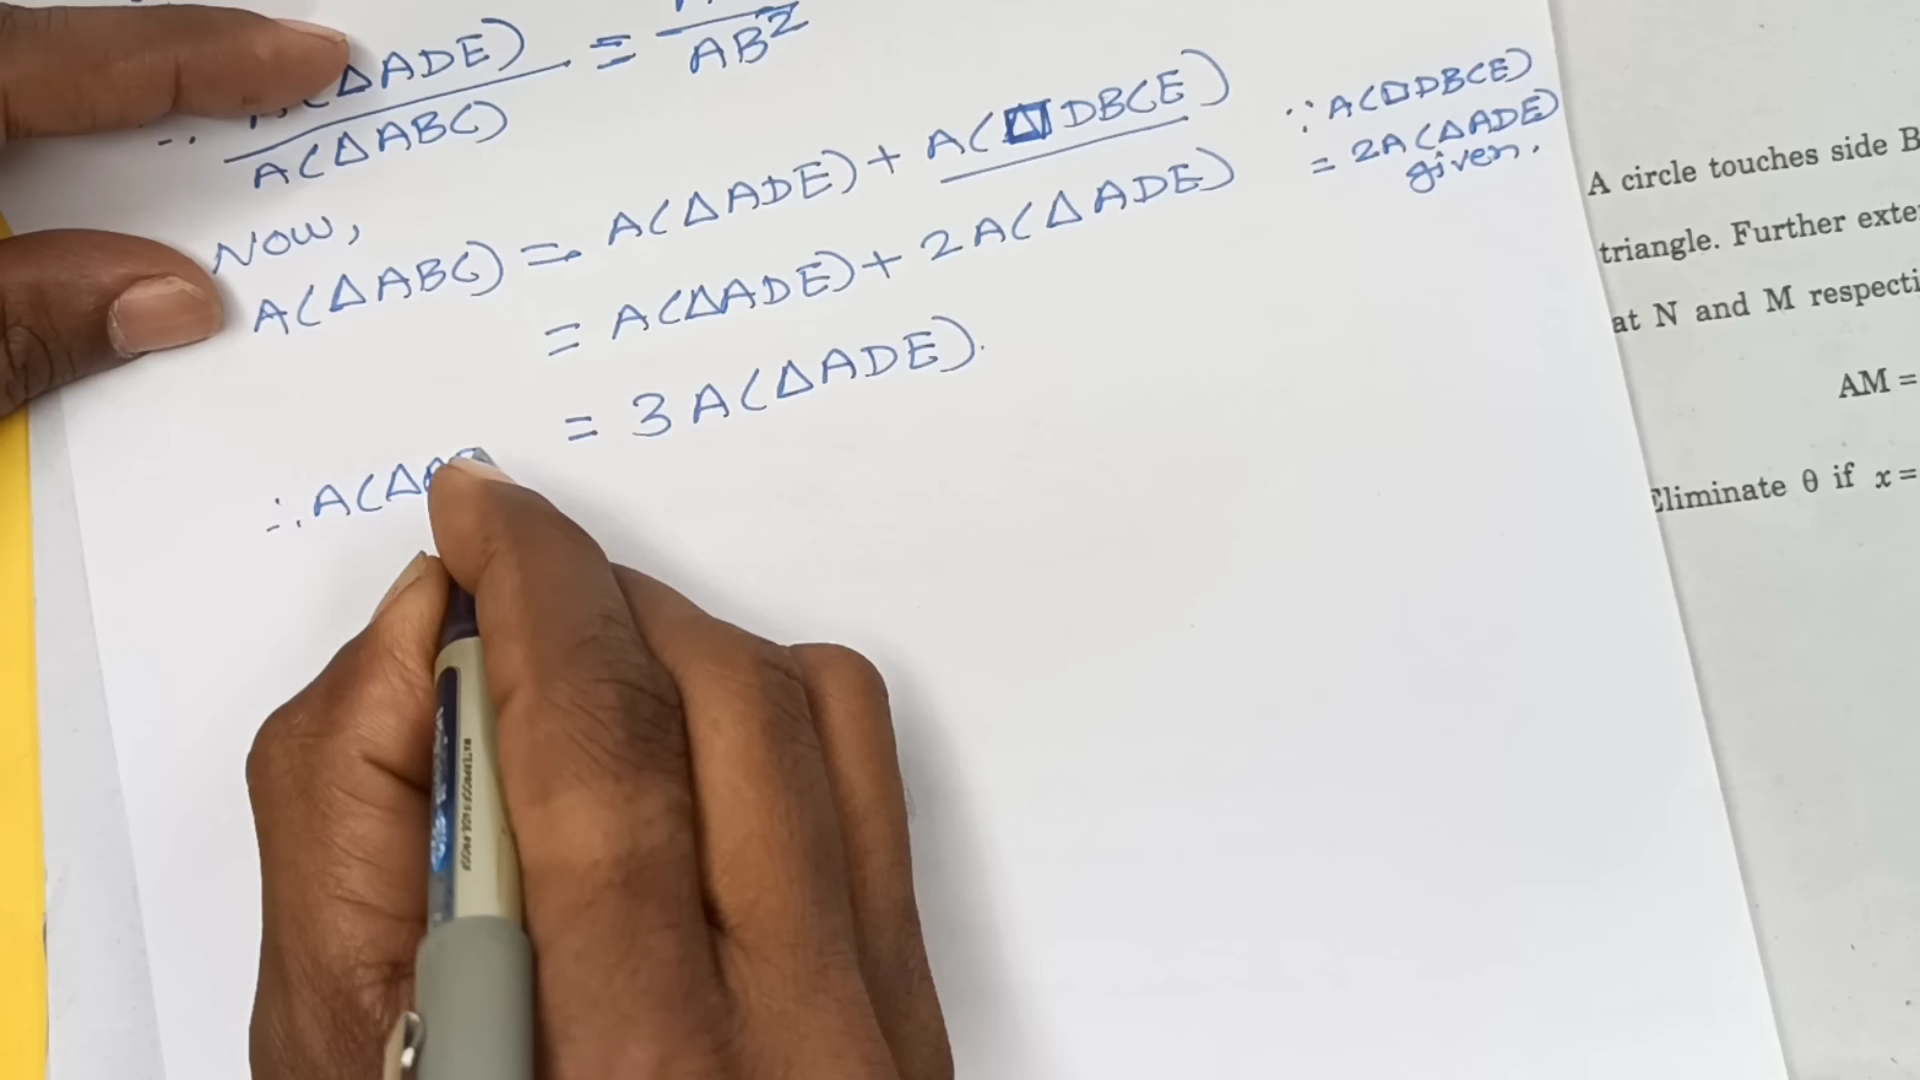 ∴ A(△ADE) / A(△ABC) = / AB²
Now,
A(△ABC) = A(△ADE) + A(□DBCE)
= A(△ADE) + 2A(△ADE)
= 3A(△ADE).
∴ A(△A
∵ A(□DBCE)
= 2A(△ADE)
given.
A circle touches side B
triangle. Further exte
at N and M respecti
AM =
Eliminate θ if x =